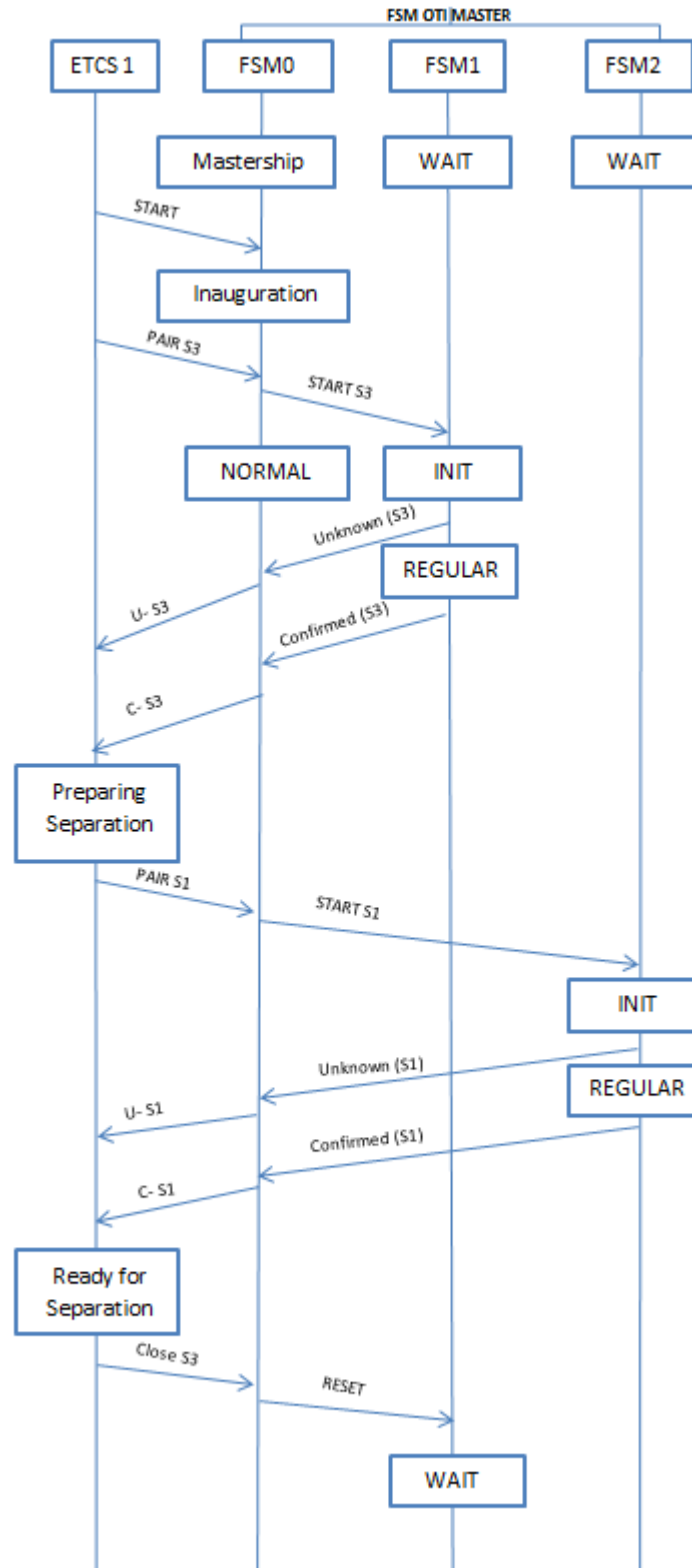 FSM OTI MASTER
ETCS 1
FSM0
FSM1
FSM2
Mastership
WAIT
WAIT
START
Inauguration
PAIR S3
START S3
NORMAL
INIT
Unknown (S3)
REGULAR
U- S3
Confirmed (S3)
C- S3
Preparing
Separation
PAIR S1
START S1
INIT
Unknown (S1)
REGULAR
U- S1
Confirmed (S1)
C- S1
Ready for
Separation
Close S3
RESET
WAIT